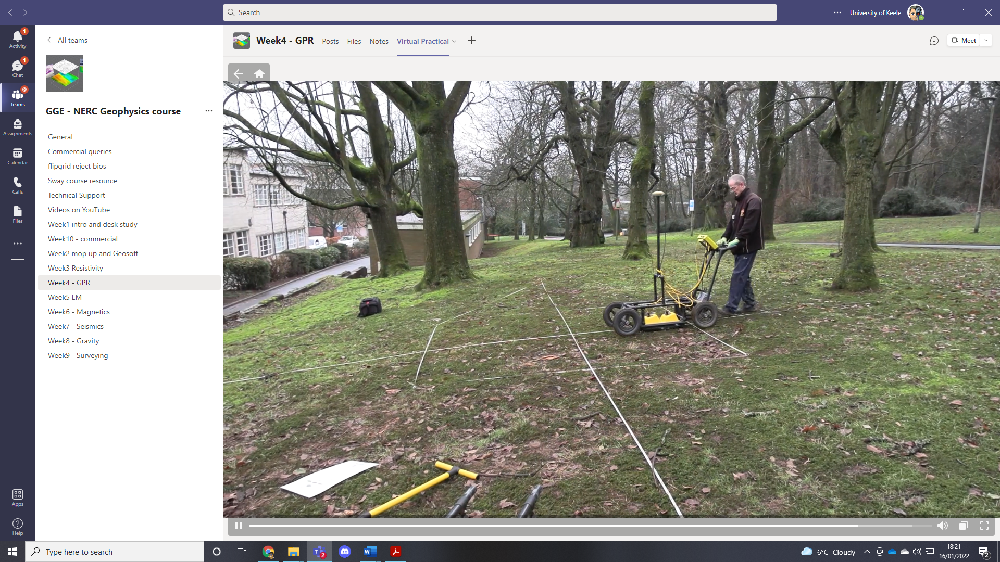 Search
University of Keele
1
Activity
1
Chat
@
Teams
Assignments
Calendar
Calls
Files
Apps
Help
All teams
GGE - NERC Geophysics course
General
Commercial queries
flipgrid reject bios
Sway course resource
Technical Support
Videos on YouTube
Week1 intro and desk study
Week10 - commercial
Week2 mop up and Geosoft
Week3 Resistivity
Week4 - GPR
Week5 EM
Week6 - Magnetics
Week7 - Seismics
Week8 - Gravity
Week9 - Surveying
Week4 - GPR Posts Files Notes Virtual Practical
Meet
Type here to search
T
2
W
6°C Cloudy
18:21
16/01/2022
2